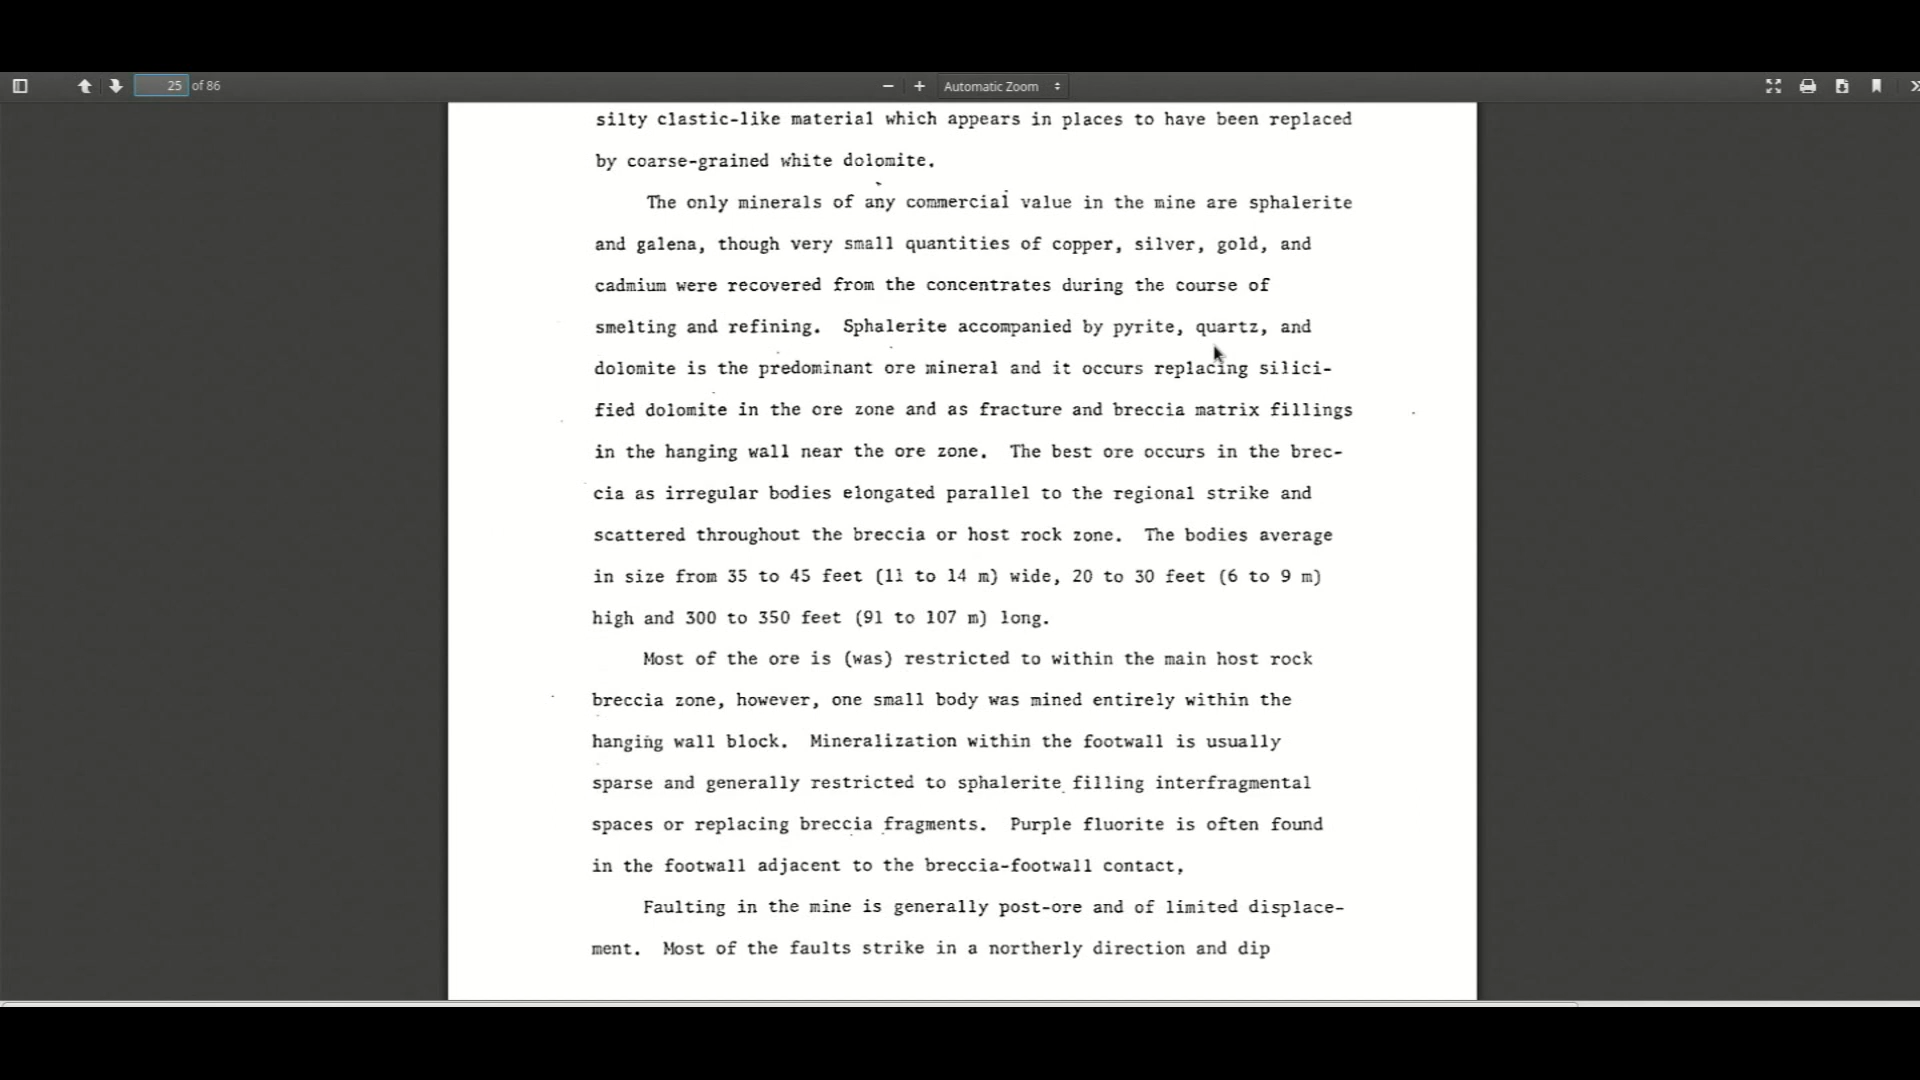 25 of 86
Automatic Zoom
silty clastic-like material which appears in places to have been replaced
by coarse-grained white dolomite.
The only minerals of any commercial value in the mine are sphalerite
and galena, though very small quantities of copper, silver, gold, and
cadmium were recovered from the concentrates during the course of
smelting and refining. Sphalerite accompanied by pyrite, quartz, and
dolomite is the predominant ore mineral and it occurs replacing silici-
fied dolomite in the ore zone and as fracture and breccia matrix fillings
in the hanging wall near the ore zone. The best ore occurs in the brec-
cia as irregular bodies elongated parallel to the regional strike and
scattered throughout the breccia or host rock zone. The bodies average
in size from 35 to 45 feet (11 to 14 m) wide, 20 to 30 feet (6 to 9 m)
high and 300 to 350 feet (91 to 107 m) long.
Most of the ore is (was) restricted to within the main host rock
breccia zone, however, one small body was mined entirely within the
hanging wall block. Mineralization within the footwall is usually
sparse and generally restricted to sphalerite filling interfragmental
spaces or replacing breccia fragments. Purple fluorite is often found
in the footwall adjacent to the breccia-footwall contact,
Faulting in the mine is generally post-ore and of limited displace-
ment. Most of the faults strike in a northerly direction and dip